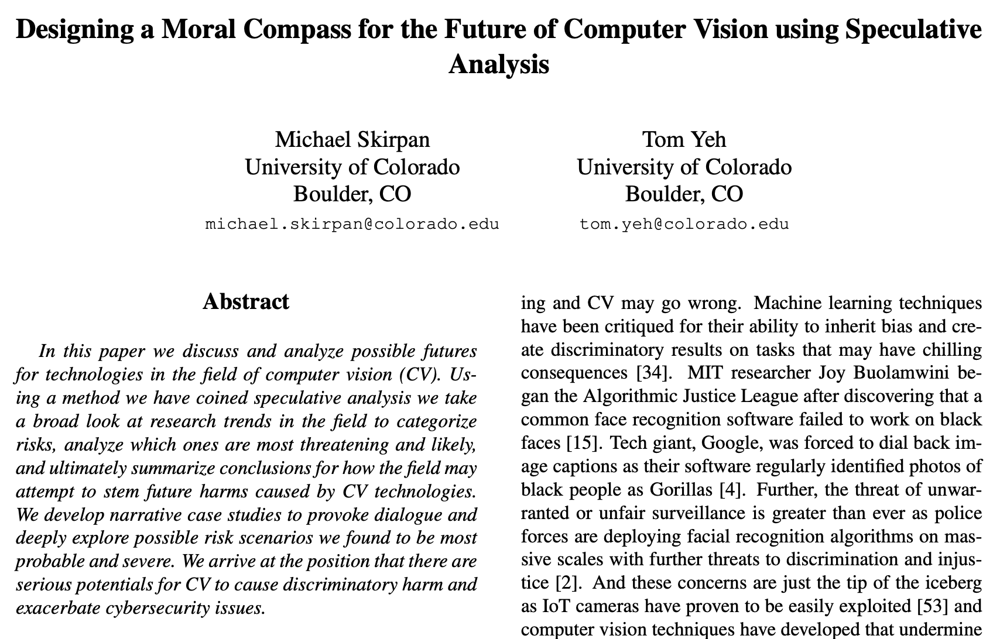 Designing a Moral Compass for the Future of Computer Vision using Speculative
Analysis
Michael Skirpan
University of Colorado
Boulder, CO
michael.skirpan@colorado.edu
Tom Yeh
University of Colorado
Boulder, CO
tom.yeh@colorado.edu
Abstract
In this paper we discuss and analyze possible futures
for technologies in the field of computer vision (CV). Us-
ing a method we have coined speculative analysis we take
a broad look at research trends in the field to categorize
risks, analyze which ones are most threatening and likely,
and ultimately summarize conclusions for how the field may
attempt to stem future harms caused by CV technologies.
We develop narrative case studies to provoke dialogue and
deeply explore possible risk scenarios we found to be most
probable and severe. We arrive at the position that there are
serious potentials for CV to cause discriminatory harm and
exacerbate cybersecurity issues.
ing and CV may go wrong. Machine learning techniques
have been critiqued for their ability to inherit bias and cre-
ate discriminatory results on tasks that may have chilling
consequences [34]. MIT researcher Joy Buolamwini be-
gan the Algorithmic Justice League after discovering that a
common face recognition software failed to work on black
faces [15]. Tech giant, Google, was forced to dial back im-
age captions as their software regularly identified photos of
black people as Gorillas [4]. Further, the threat of unwar-
ranted or unfair surveillance is greater than ever as police
forces are deploying facial recognition algorithms on mas-
sive scales with further threats to discrimination and injus-
tice [2]. And these concerns are just the tip of the iceberg
as IoT cameras have proven to be easily exploited [53] and
computer vision techniques have developed that undermine